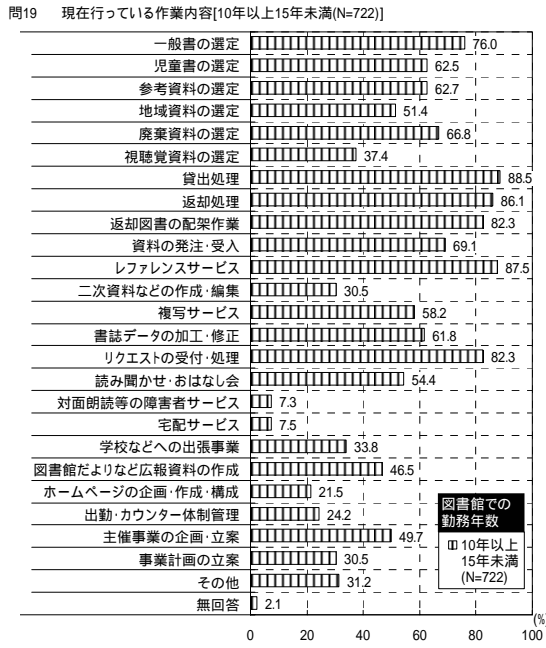 問19 現在行っている作業内容[10年以上15年未満(N=722)]
一般書の選定 76.0
児童書の選定 62.5
参考資料の選定 62.7
地域資料の選定 51.4
廃棄資料の選定 66.8
視聴覚資料の選定 37.4
貸出処理 88.5
返却処理 86.1
返却図書の配架作業 82.3
資料の発注・受入 69.1
レファレンスサービス 87.5
二次資料などの作成・編集 30.5
複写サービス 58.2
書誌データの加工・修正 61.8
リクエストの受付・処理 82.3
読み聞かせ・おはなし会 54.4
対面朗読等の障害者サービス 7.3
宅配サービス 7.5
学校などへの出張事業 33.8
図書館だよりなど広報資料の作成 46.5
ホームページの企画・作成・構成 21.5
出勤・カウンター体制管理 24.2
主催事業の企画・立案 49.7
事業計画の立案 30.5
その他 31.2
無回答 2.1
図書館での
勤務年数
10年以上
15年未満
(N=722)
(%)
0 20 40 60 80 100